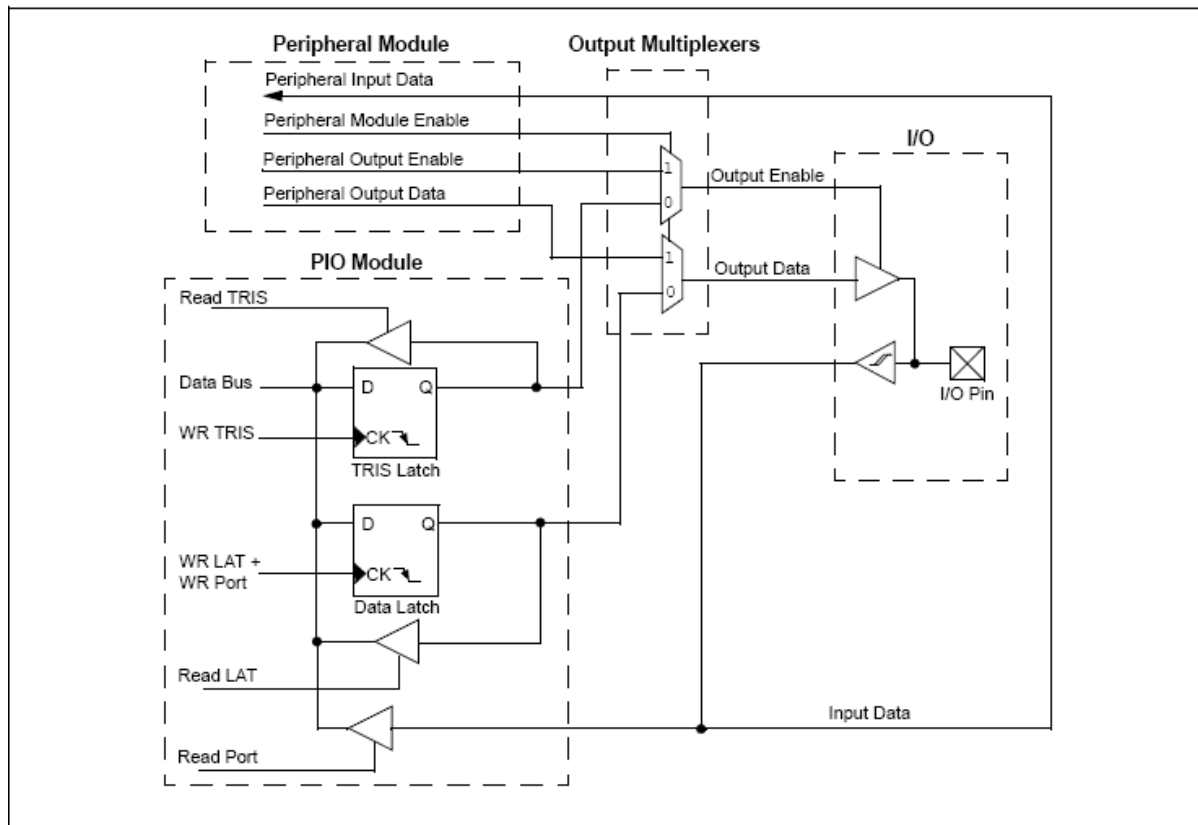 Peripheral Module
Output Multiplexers
Peripheral Input Data
Peripheral Module Enable
Peripheral Output Enable
Peripheral Output Data
1
0
Output Enable
I/O
1
0
Output Data
I/O Pin
PIO Module
Read TRIS
Data Bus
D Q
WR TRIS
CK
TRIS Latch
D Q
WR LAT +
WR Port
CK
Data Latch
Read LAT
Read Port
Input Data